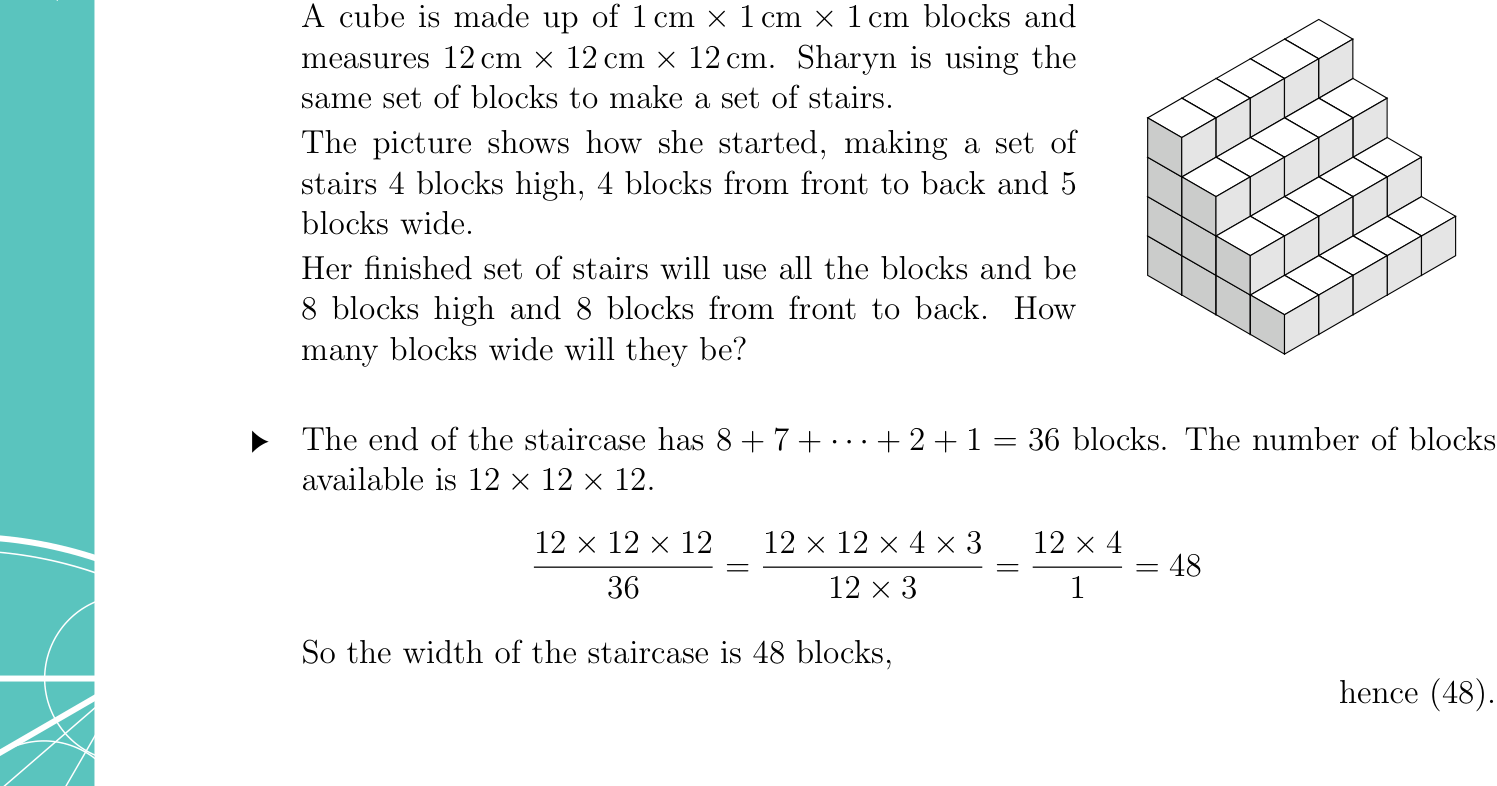 A cube is made up of 1 cm × 1 cm × 1 cm blocks and
measures 12 cm × 12 cm × 12 cm. Sharyn is using the
same set of blocks to make a set of stairs.
The picture shows how she started, making a set of
stairs 4 blocks high, 4 blocks from front to back and 5
blocks wide.
Her finished set of stairs will use all the blocks and be
8 blocks high and 8 blocks from front to back. How
many blocks wide will they be?
The end of the staircase has 8 + 7 + ⋯ + 2 + 1 = 36 blocks. The number of blocks
available is 12 × 12 × 12.
12 × 12 × 12 / 36 = 12 × 12 × 4 × 3 / 12 × 3 = 12 × 4 / 1 = 48
So the width of the staircase is 48 blocks,
hence (48).